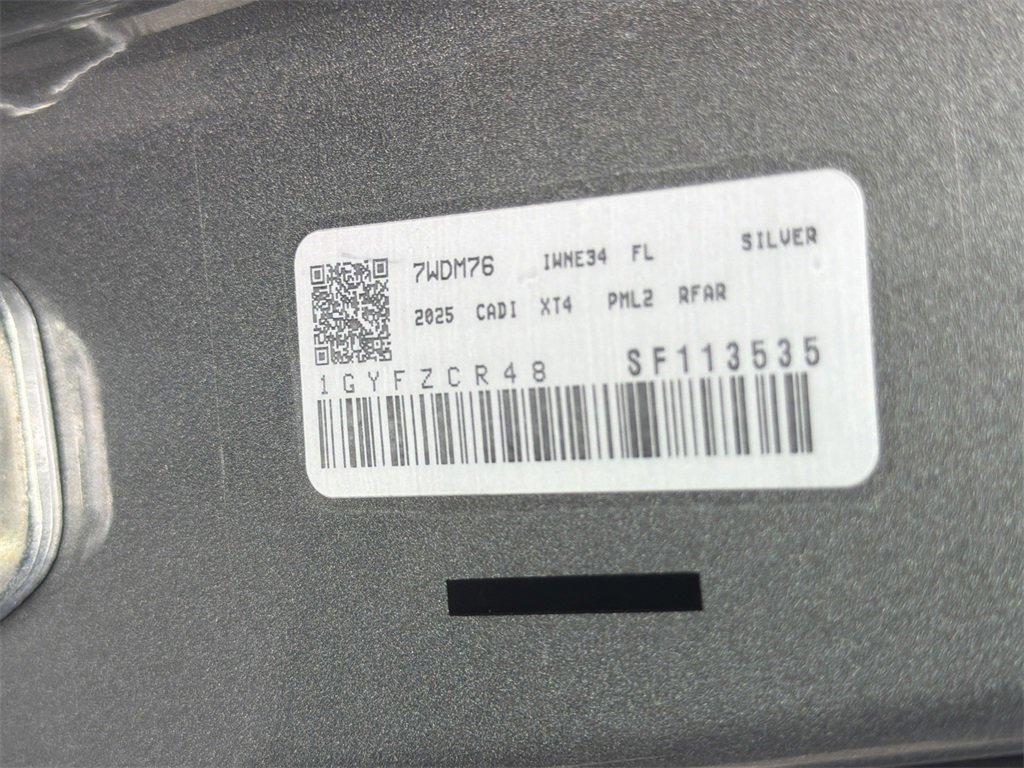 7WDM76 IWNE34 FL SILVER
2025 CADI XT4 PML2 RFAR
1GYFZCR48 SF113535